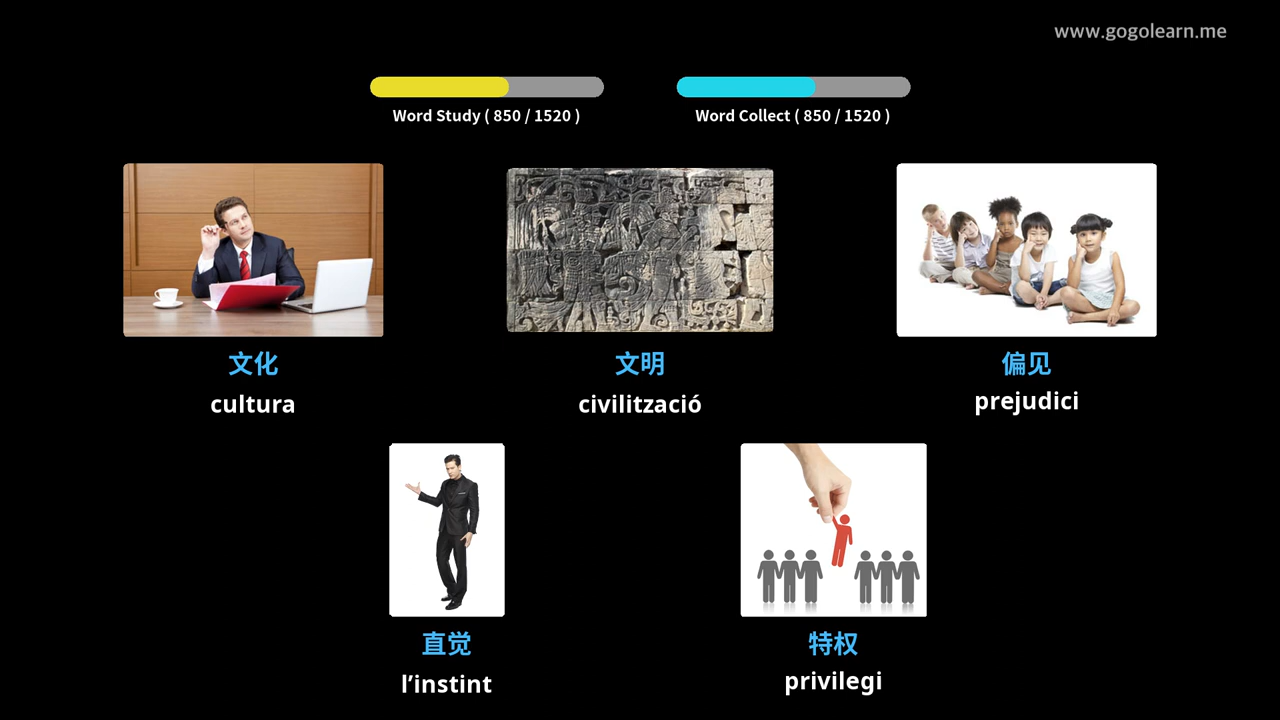 www.gogolearn.me
Word Study ( 850 / 1520 )
Word Collect ( 850 / 1520 )
文化
cultura
文明
civilització
偏见
prejudici
直觉
l’instint
特权
privilegi